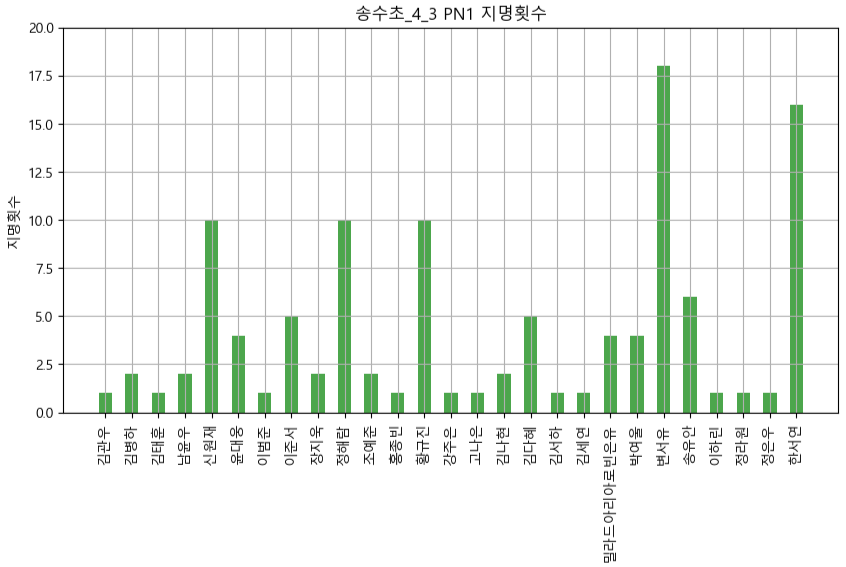 송수초_4_3 PN1 지명횟수
지명횟수
20.0
17.5
15.0
12.5
10.0
7.5
5.0
2.5
0.0
김관우
김병하
김태훈
남윤우
신원재
윤대웅
이범준
이준서
장지욱
정해람
조예준
홍종빈
황규진
강주은
고나은
김나현
김다혜
김서하
김세연
밀라드아리아로빈은유
박여울
변서유
송유안
이하린
정라원
정은우
한서연